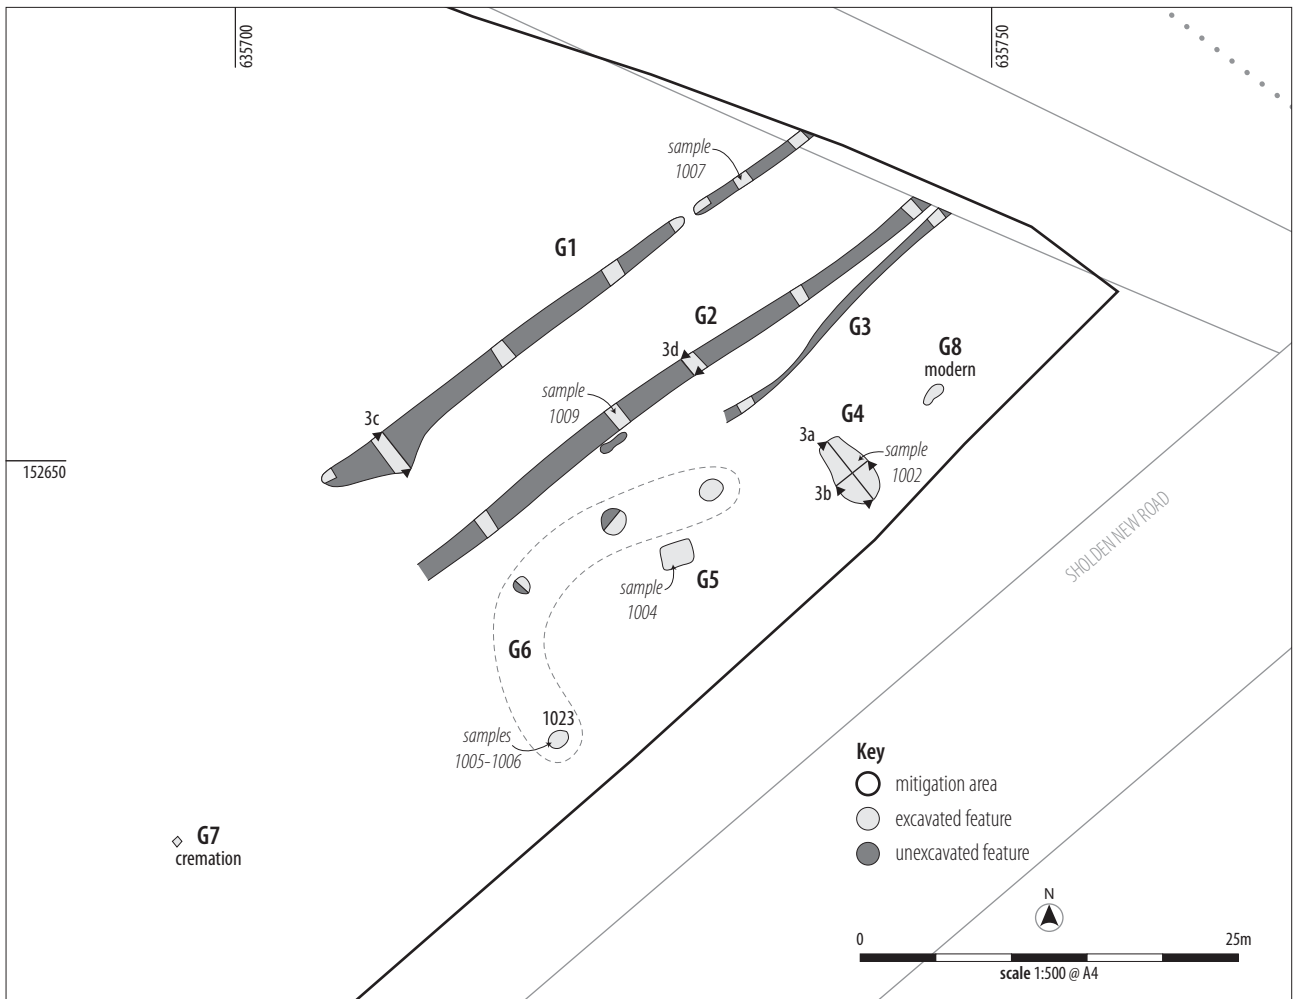 635700
635750
sample
1007
G1
G2
3d
G3
G8
modern
sample
1009
3c
G4
3a
sample
1002
3b
152650
G5
sample
1004
G6
SHOLDEN NEW ROAD
1023
samples
1005-1006
G7
cremation
Key
mitigation area
excavated feature
unexcavated feature
N
0
25m
scale 1:500 @ A4